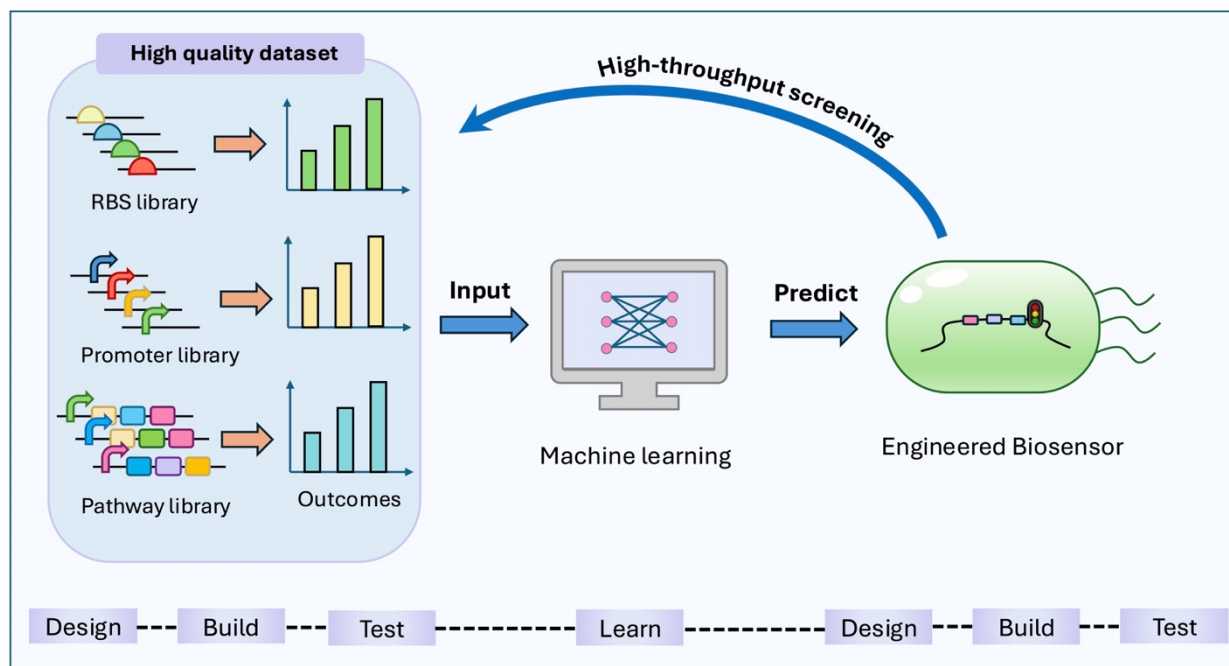 High quality dataset
RBS library
Promoter library
Pathway library
Outcomes
Input
Machine learning
Predict
High-throughput screening
Engineered Biosensor
Design
Build
Test
Learn
Design
Build
Test